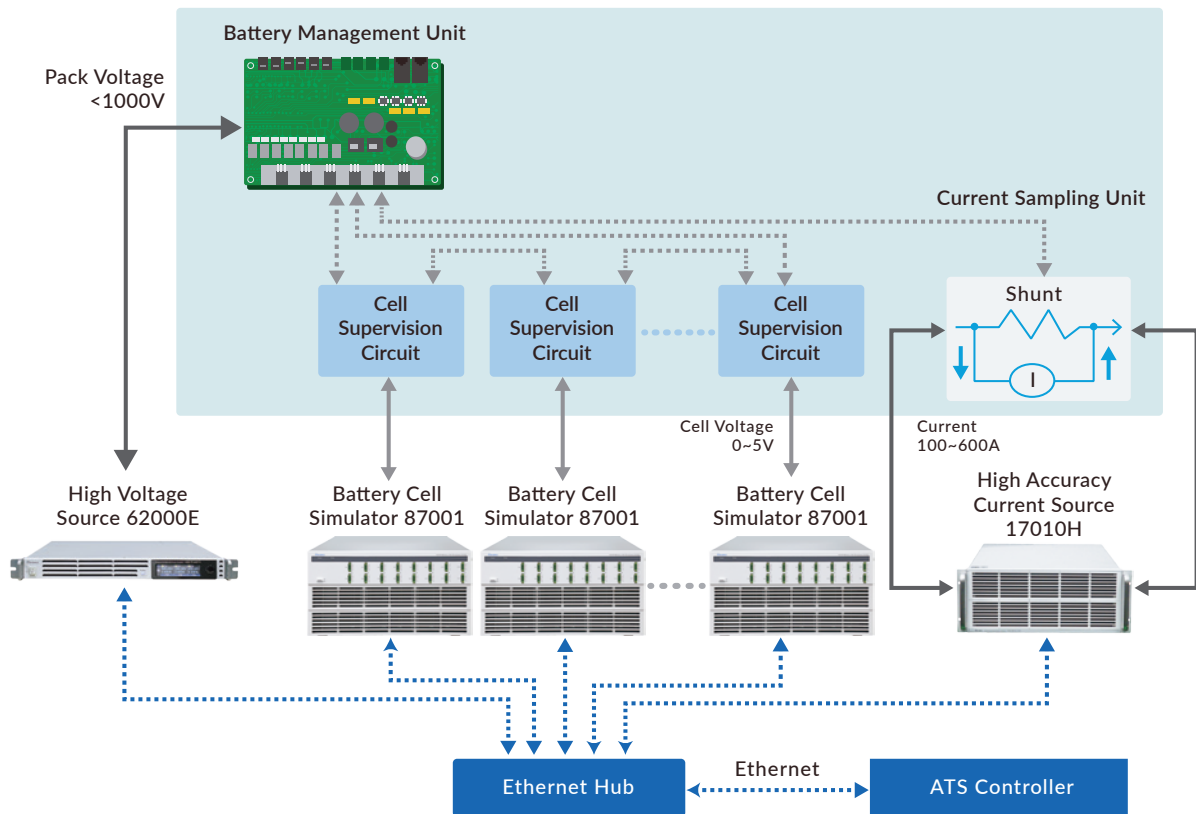 Battery Management Unit
Pack Voltage
<1000V
Current Sampling Unit
Cell
Supervision
Circuit
Cell
Supervision
Circuit
Cell
Supervision
Circuit
Shunt
I
Cell Voltage
0~5V
Current
100~600A
High Voltage
Source 62000E
Battery Cell
Simulator 87001
Battery Cell
Simulator 87001
Battery Cell
Simulator 87001
High Accuracy
Current Source
17010H
Ethernet Hub
Ethernet
ATS Controller